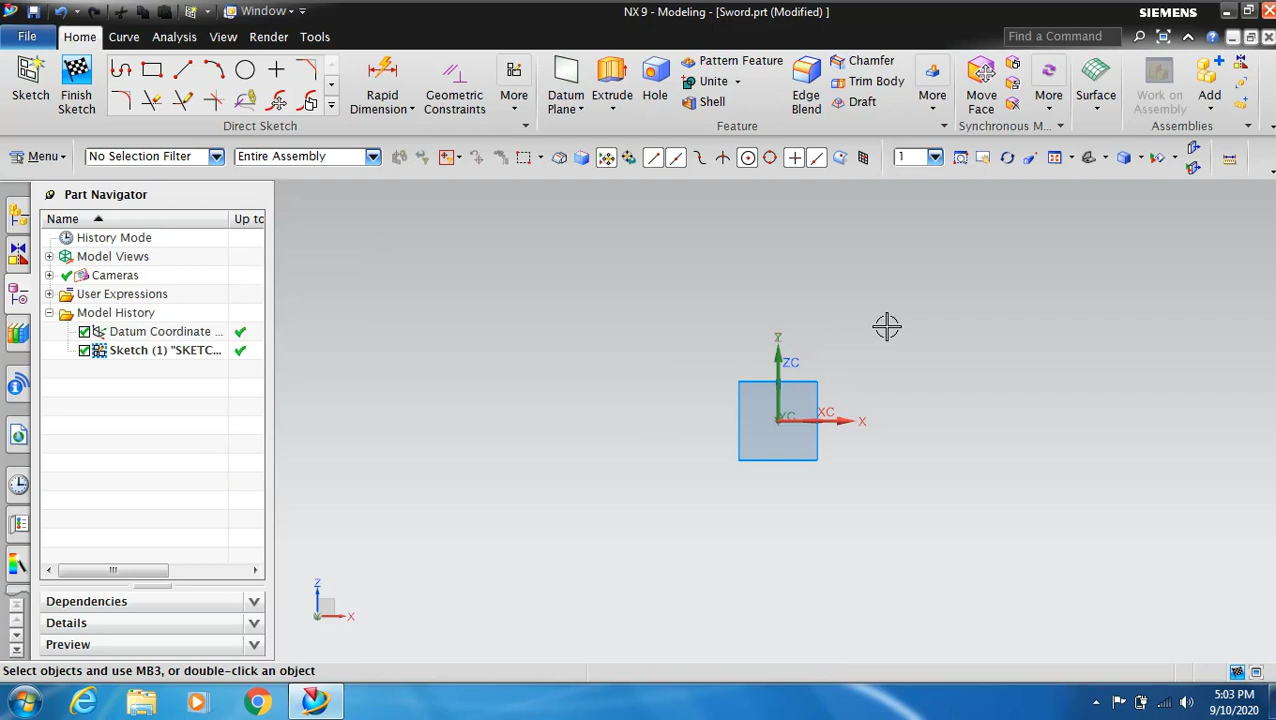 Window
NX 9 - Modeling - [Sword.prt (Modified) ]
SIEMENS
File Home Curve Analysis View Render Tools
Find a Command
Sketch Finish Sketch
Direct Sketch
Rapid Dimension
Geometric Constraints
More
Datum Plane
Extrude
Hole
Pattern Feature
Unite
Shell
Edge Blend
Chamfer
Trim Body
Draft
More
Feature
Move Face
More
Synchronous M...
Surface
Work on Assembly
Add
Assemblies
Menu No Selection Filter Entire Assembly 1
Part Navigator
Name Up to
History Mode
Model Views
Cameras
User Expressions
Model History
Datum Coordinate ...
Sketch (1) "SKETC...
Dependencies
Details
Preview
Z
ZC
YC
XC
X
Z
X
Select objects and use MB3, or double-click an object
5:03 PM
9/10/2020